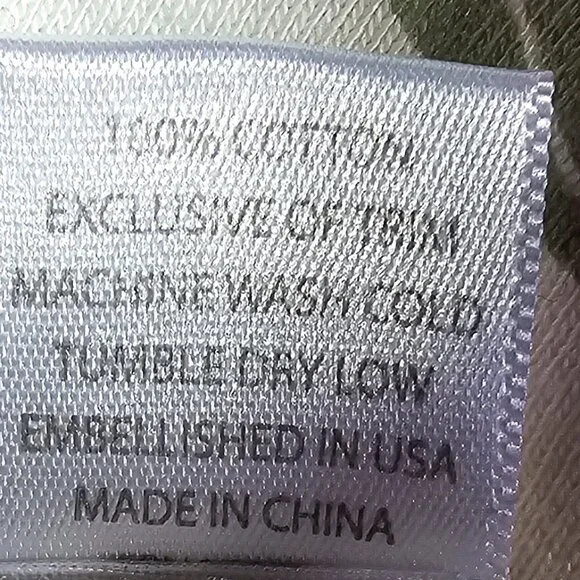 100% COTTON
EXCLUSIVE OF TRIM
MACHINE WASH COLD
TUMBLE DRY LOW
EMBELLISHED IN USA
MADE IN CHINA